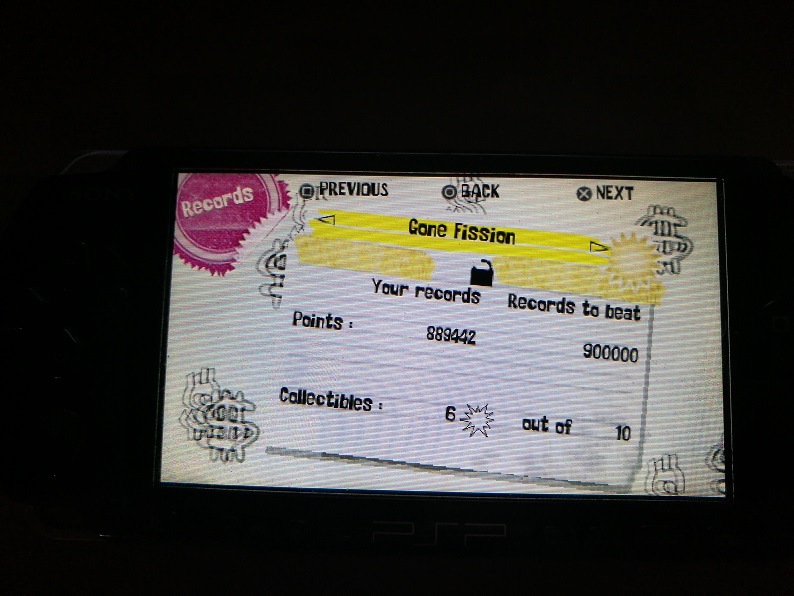 Records
PREVIOUS
BACK
NEXT
Gone Fission
Your records Records to beat
Points : 889442 900000
Collectibles : 6 out of 10
PSP